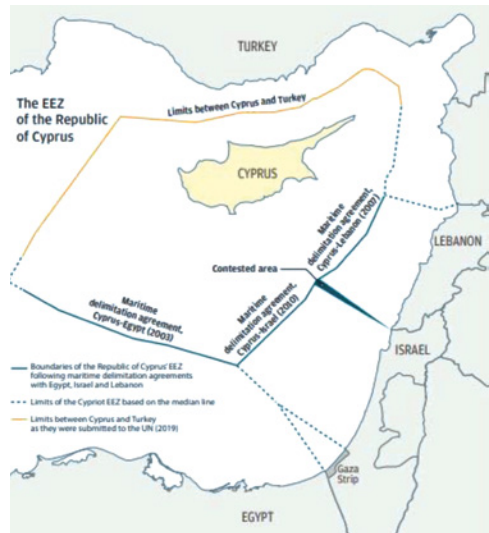 TURKEY
The EEZ
of the Republic
of Cyprus
Limits between Cyprus and Turkey
CYPRUS
Maritime
delimitation agreement,
Cyprus-Lebanon (2007)
LEBANON
Contested area
Maritime
delimitation agreement,
Cyprus-Egypt (2003)
Maritime
delimitation agreement,
Cyprus-Israel (2010)
ISRAEL
Boundaries of the Republic of Cyprus' EEZ
following maritime delimitation agreements
with Egypt, Israel and Lebanon
Limits of the Cypriot EEZ based on the median line
Limits between Cyprus and Turkey
as they were submitted to the UN (2019)
Gaza
Strip
EGYPT